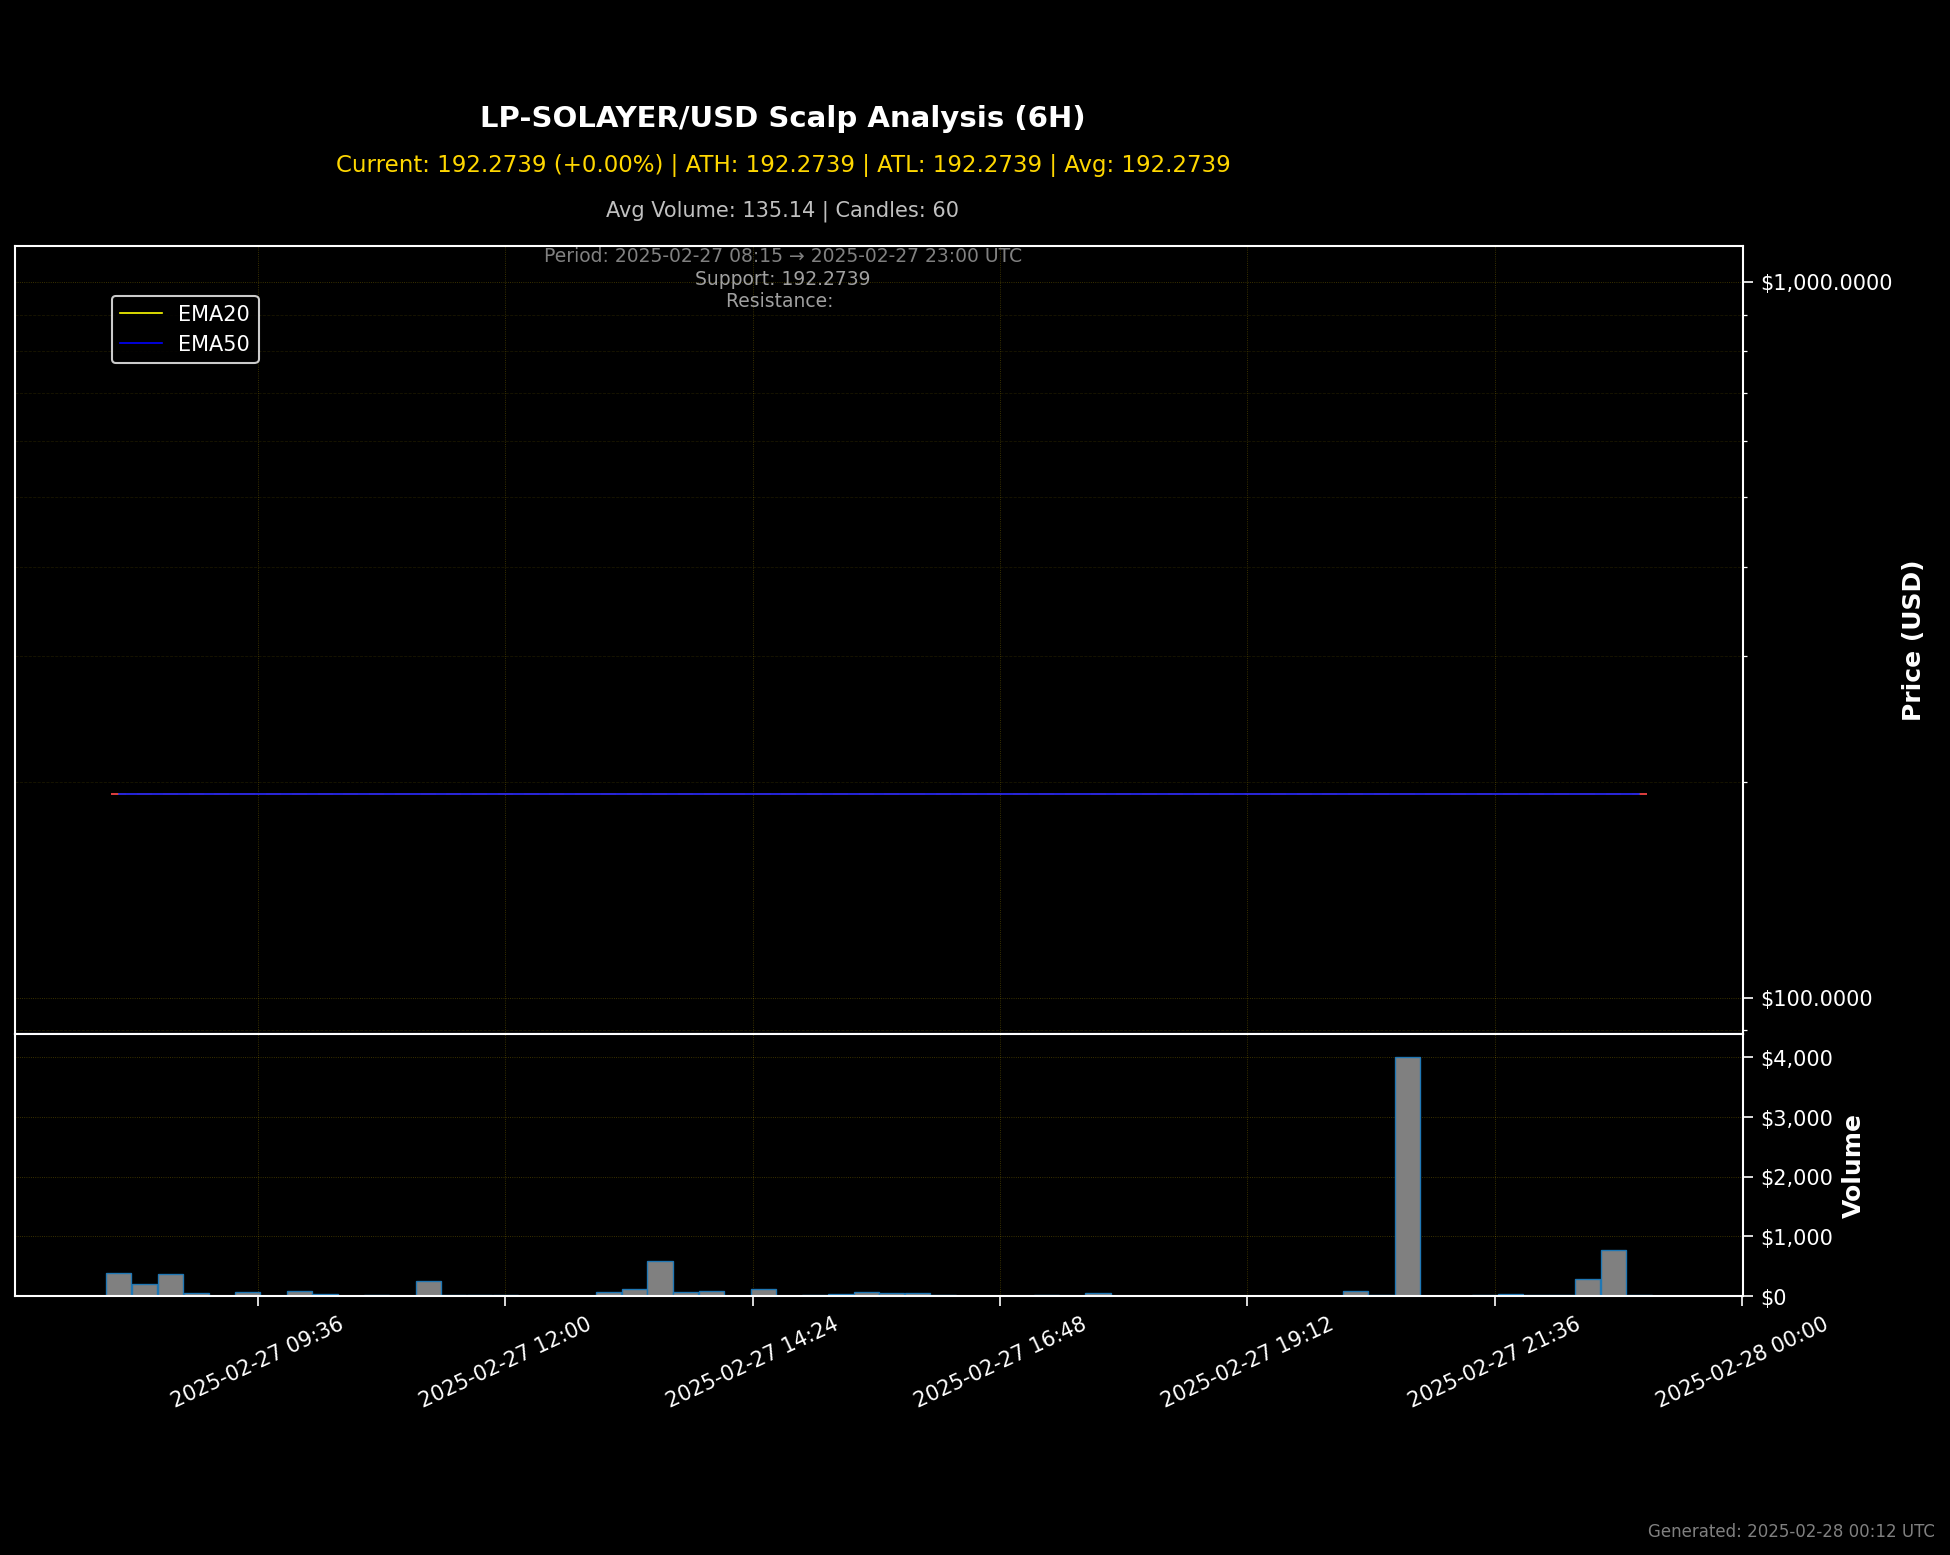 LP-SOLAYER/USD Scalp Analysis (6H)
Current: 192.2739 (+0.00%) | ATH: 192.2739 | ATL: 192.2739 | Avg: 192.2739
Avg Volume: 135.14 | Candles: 60
Period: 2025-02-27 08:15 → 2025-02-27 23:00 UTC
Support: 192.2739
Resistance:
EMA20
EMA50
$1,000.0000
Price (USD)
$100.0000
$4,000
$3,000
$2,000
$1,000
$0
Volume
2025-02-27 09:36
2025-02-27 12:00
2025-02-27 14:24
2025-02-27 16:48
2025-02-27 19:12
2025-02-27 21:36
2025-02-28 00:00
Generated: 2025-02-28 00:12 UTC